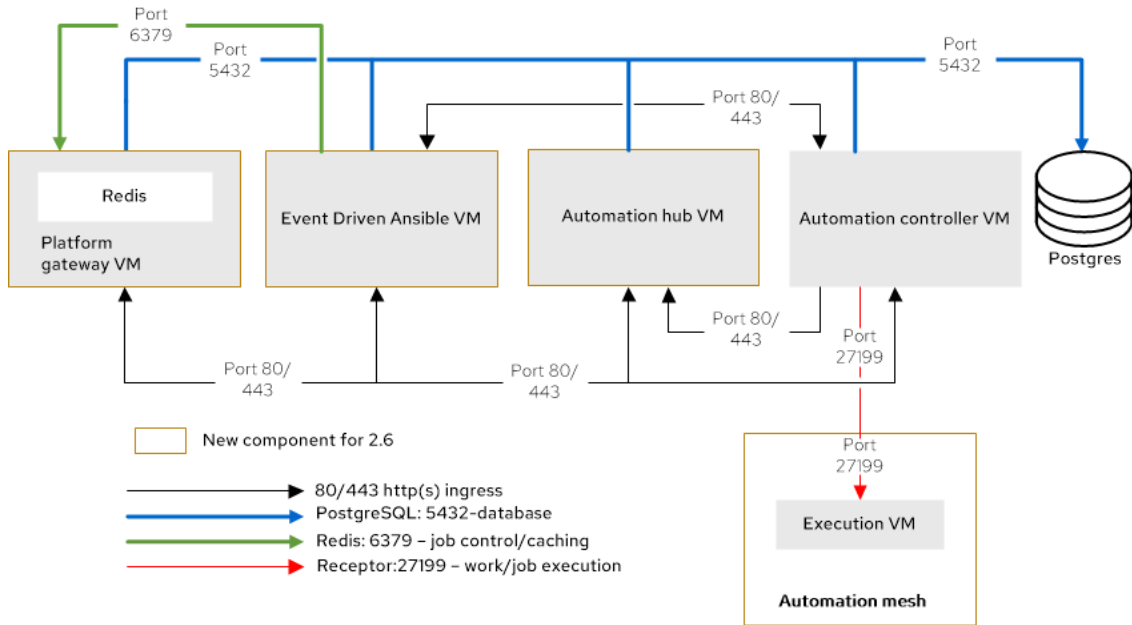 Port
6379
Port
5432
Port
5432
Port 80/
443
Redis
Platform
gateway VM
Event Driven Ansible VM
Automation hub VM
Automation controller VM
Postgres
Port 80/
443
Port
27199
Port 80/
443
Port 80/
443
New component for 2.6
Port
27199
80/443 http(s) ingress
PostgreSQL: 5432-database
Redis: 6379 – job control/caching
Receptor:27199 – work/job execution
Execution VM
Automation mesh